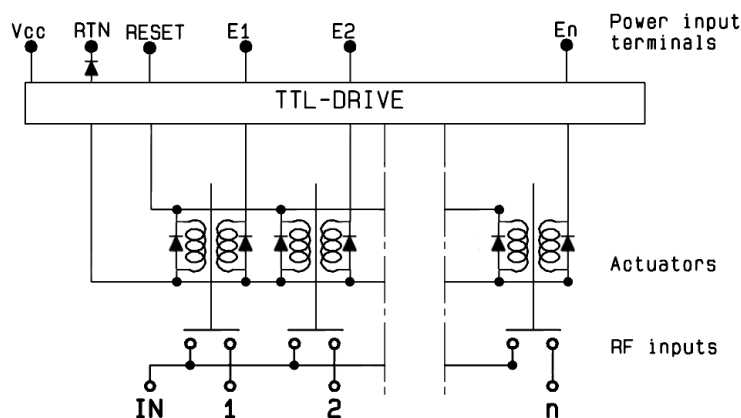 Vcc RTN RESET E1 E2 En Power input
terminals
TTL-DRIVE
Actuators
RF inputs
IN 1 2 n